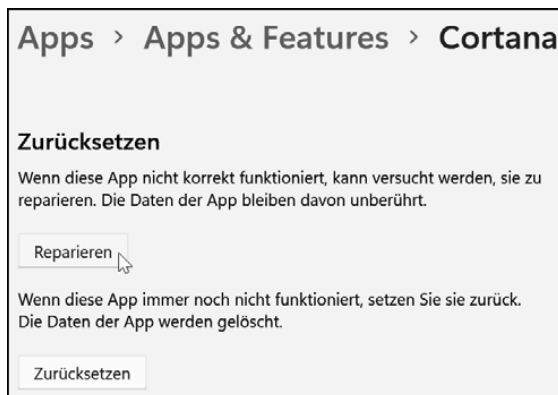 Apps > Apps & Features > Cortana
Zurücksetzen
Wenn diese App nicht korrekt funktioniert, kann versucht werden, sie zu
reparieren. Die Daten der App bleiben davon unberührt.
Reparieren
Wenn diese App immer noch nicht funktioniert, setzen Sie sie zurück.
Die Daten der App werden gelöscht.
Zurücksetzen